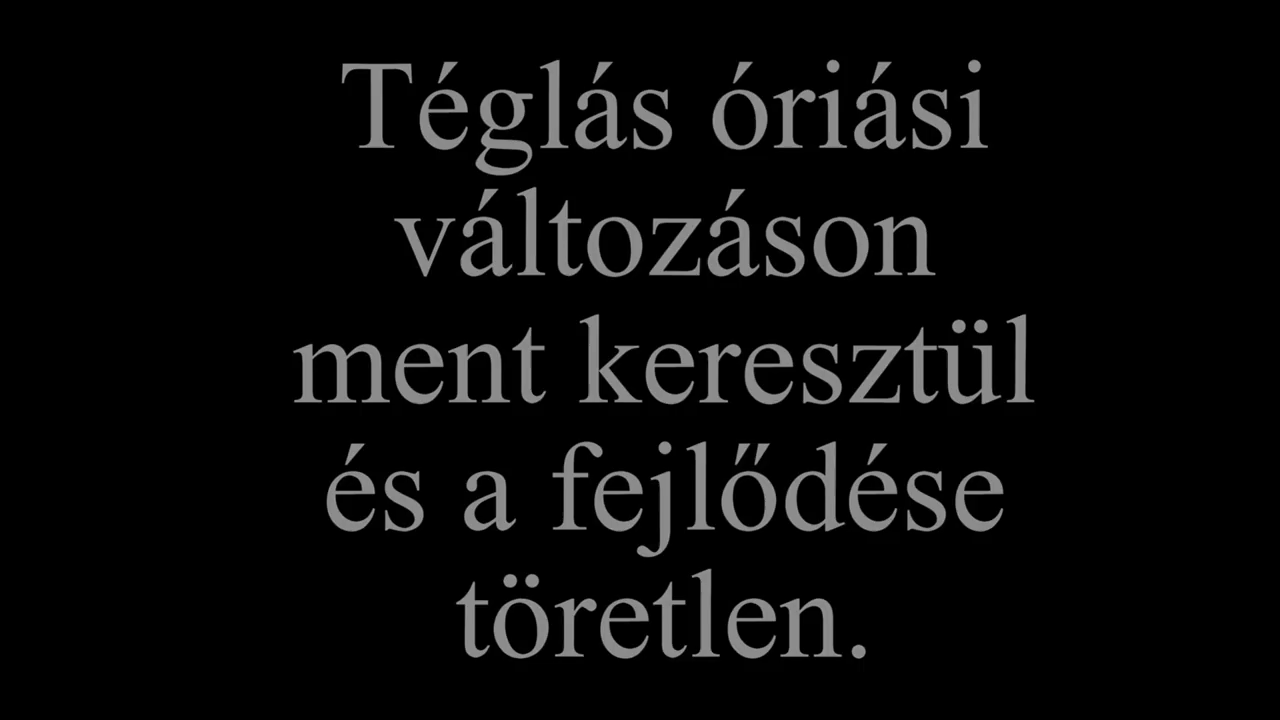 Téglás óriási
változáson
ment keresztül
és a fejlődése
töretlen.